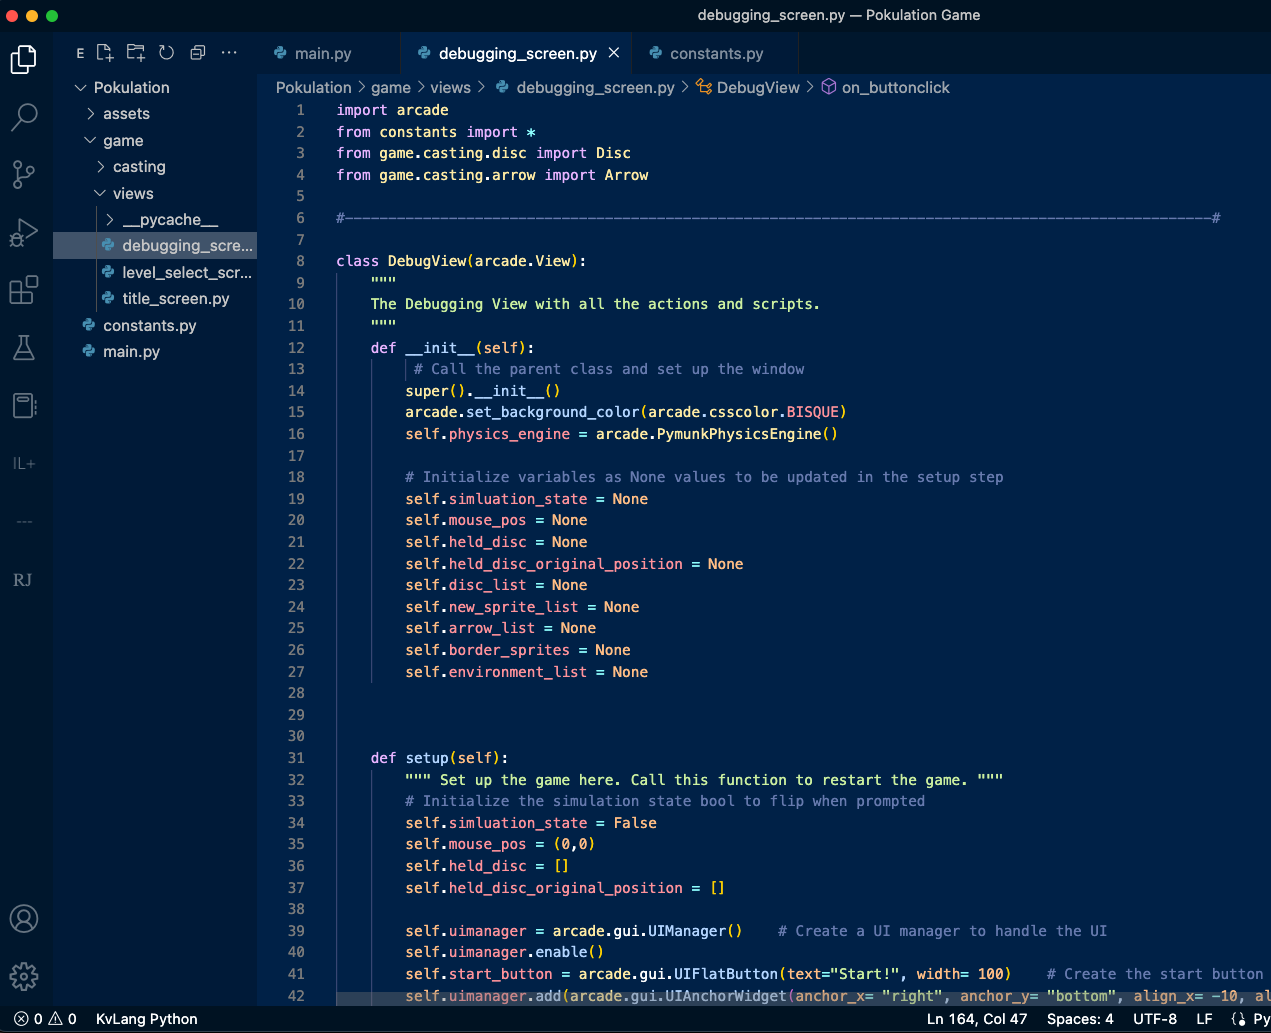 debugging_screen.py — Pokulation Game
E
main.py
debugging_screen.py
constants.py
Pokulation
assets
game
casting
views
__pycache__
debugging_scre...
level_select_scr...
title_screen.py
constants.py
main.py
IL+
---
RJ
Pokulation > game > views > debugging_screen.py > DebugView > on_buttonclick
1 import arcade
2 from constants import *
3 from game.casting.disc import Disc
4 from game.casting.arrow import Arrow
5
6 #----------------------------------------------------------------------------------------------------#
7
8 class DebugView(arcade.View):
9     """
10     The Debugging View with all the actions and scripts.
11     """
12     def __init__(self):
13          # Call the parent class and set up the window
14         super().__init__()
15         arcade.set_background_color(arcade.csscolor.BISQUE)
16         self.physics_engine = arcade.PymunkPhysicsEngine()
17
18         # Initialize variables as None values to be updated in the setup step
19         self.simluation_state = None
20         self.mouse_pos = None
21         self.held_disc = None
22         self.held_disc_original_position = None
23         self.disc_list = None
24         self.new_sprite_list = None
25         self.arrow_list = None
26         self.border_sprites = None
27         self.environment_list = None
28
29
30
31     def setup(self):
32         """ Set up the game here. Call this function to restart the game. """
33         # Initialize the simulation state bool to flip when prompted
34         self.simluation_state = False
35         self.mouse_pos = (0,0)
36         self.held_disc = []
37         self.held_disc_original_position = []
38
39         self.uimanager = arcade.gui.UIManager()    # Create a UI manager to handle the UI
40         self.uimanager.enable()
41         self.start_button = arcade.gui.UIFlatButton(text="Start!", width= 100)    # Create the start button
42         self.uimanager.add(arcade.gui.UIAnchorWidget(anchor_x= "right", anchor_y= "bottom", align_x= -10, al
0 0 KvLang Python
Ln 164, Col 47 Spaces: 4 UTF-8 LF Py